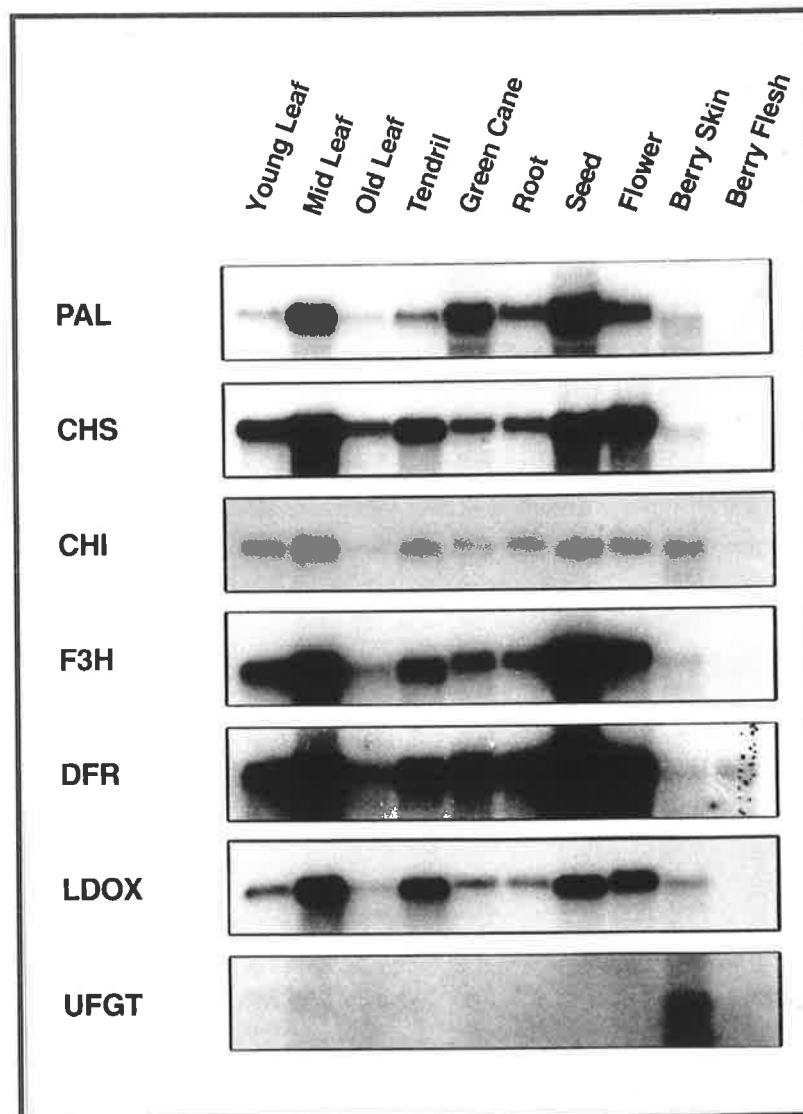 Young Leaf
Mid Leaf
Old Leaf
Tendril
Green Cane
Root
Seed
Flower
Berry Skin
Berry Flesh
PAL
CHS
CHI
F3H
DFR
LDOX
UFGT